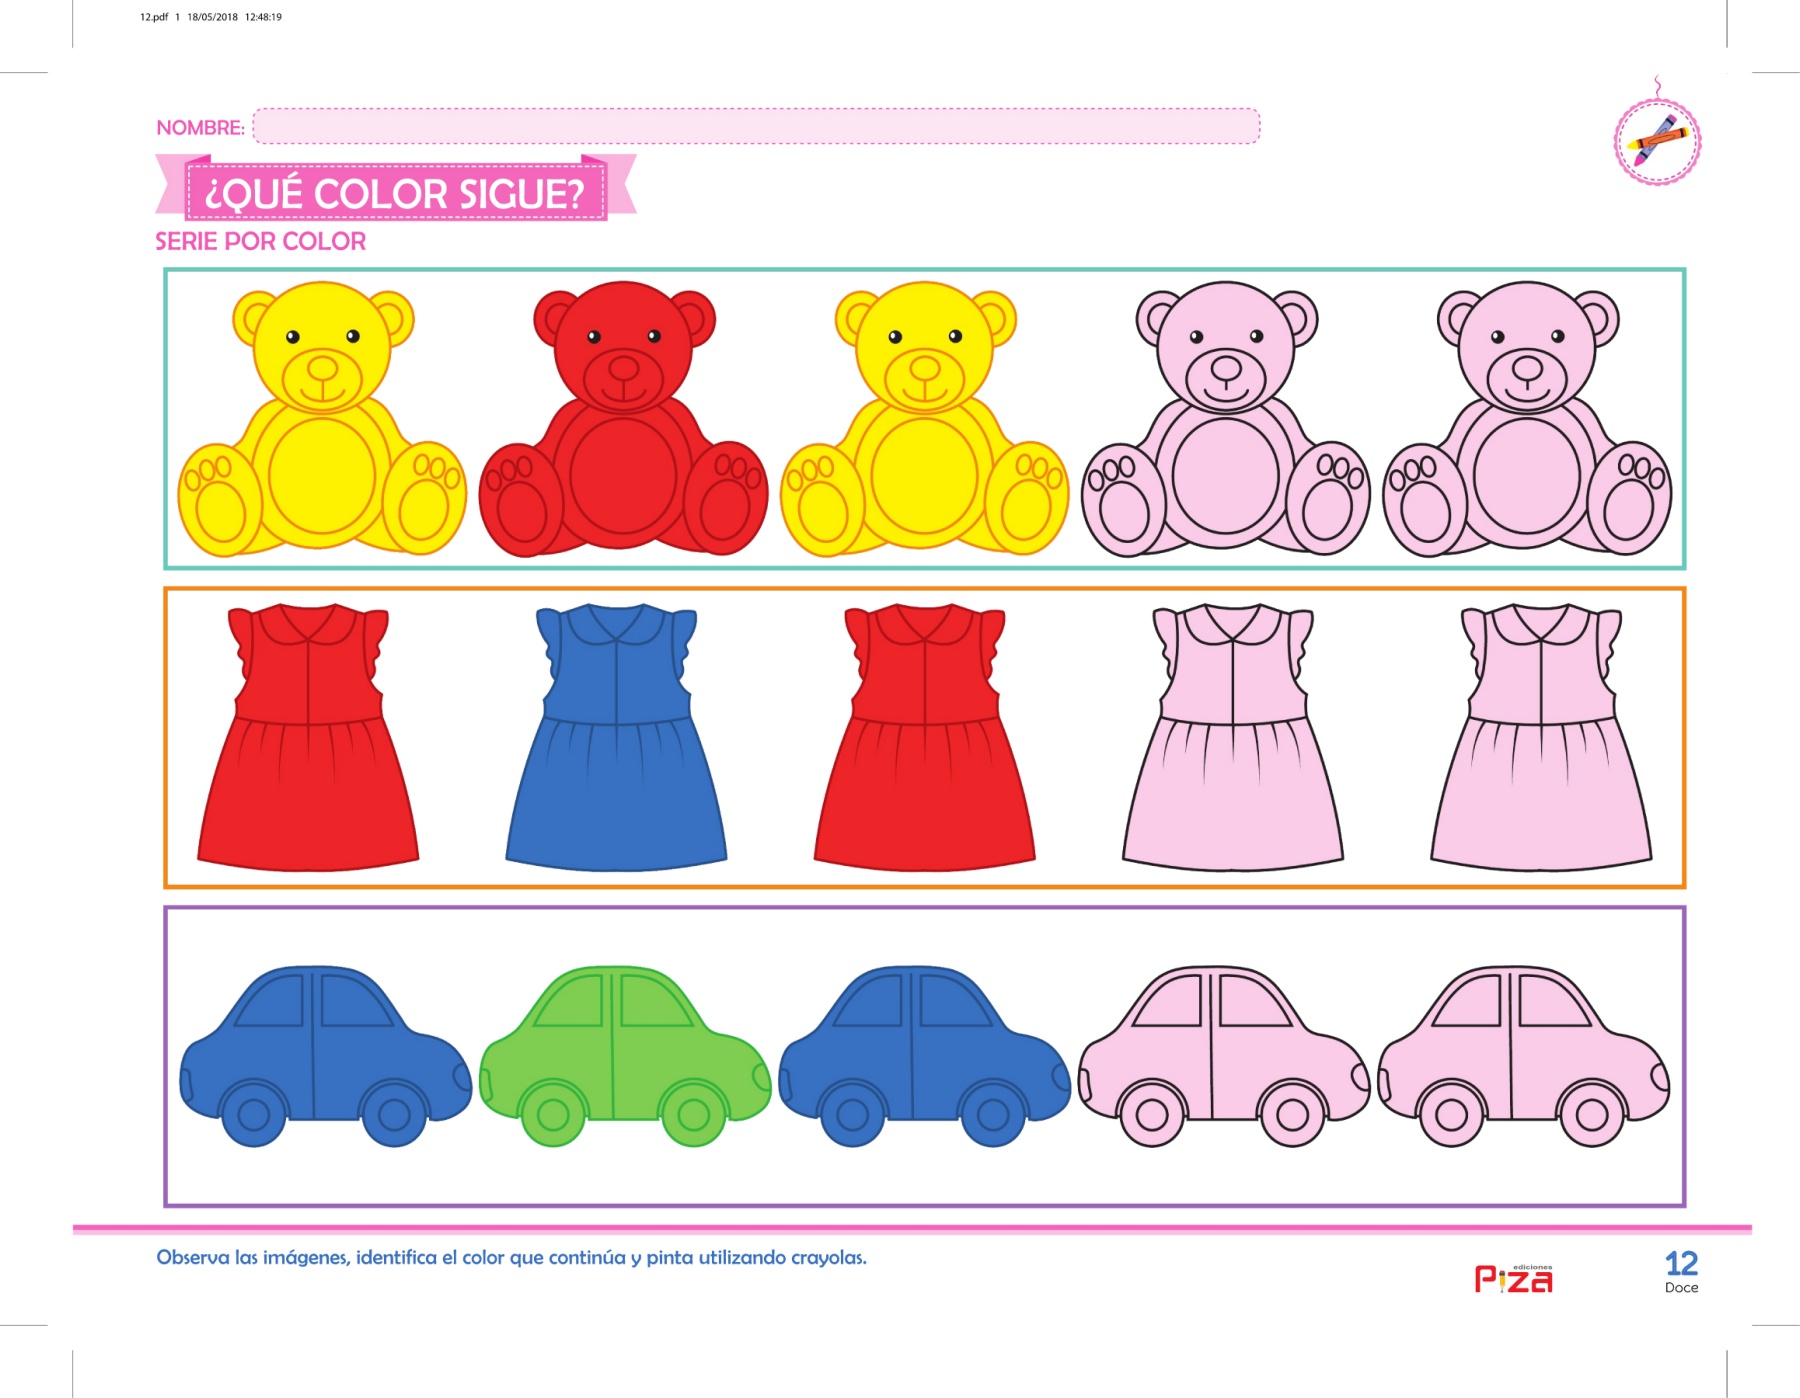 12.pdf 1 18/05/2018 12:48:19
NOMBRE:
¿QUÉ COLOR SIGUE?
SERIE POR COLOR
Observa las imágenes, identifica el color que continúa y pinta utilizando crayolas.
ediciones
Piza
12
Doce